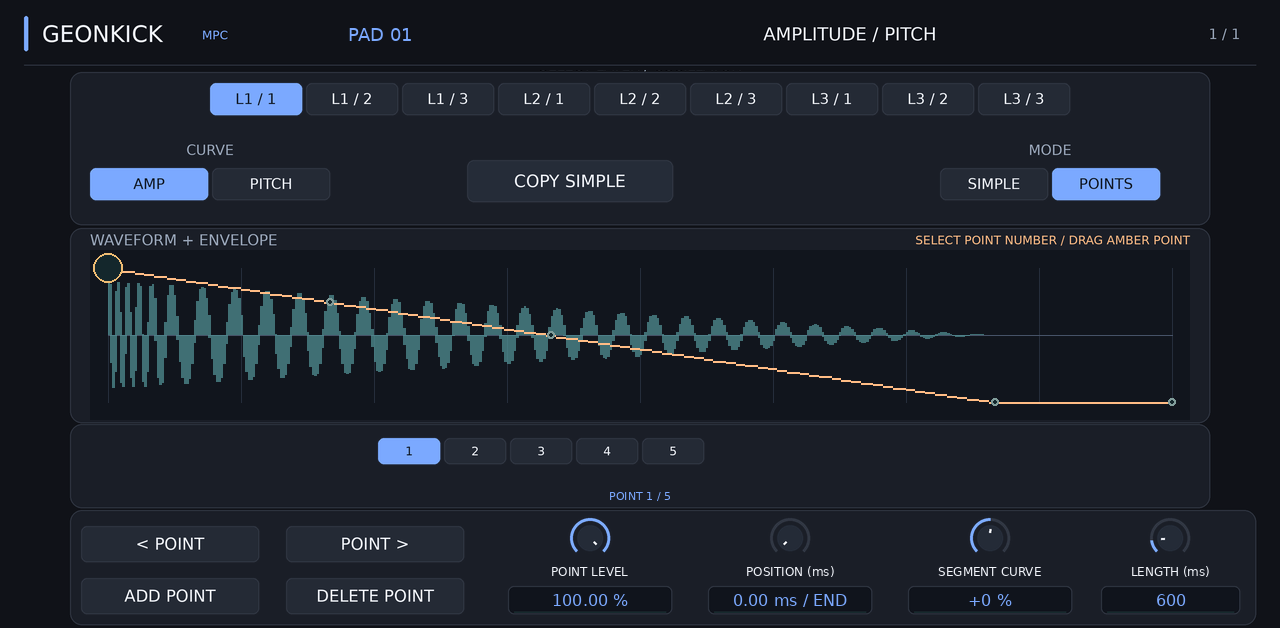 GEONKICK MPC PAD 01 AMPLITUDE / PITCH 1 / 1
L1 / 1 L1 / 2 L1 / 3 L2 / 1 L2 / 2 L2 / 3 L3 / 1 L3 / 2 L3 / 3
CURVE MODE
AMP PITCH COPY SIMPLE SIMPLE POINTS
WAVEFORM + ENVELOPE SELECT POINT NUMBER / DRAG AMBER POINT
1 2 3 4 5
POINT 1 / 5
< POINT POINT >
POINT LEVEL POSITION (ms) SEGMENT CURVE LENGTH (ms)
ADD POINT DELETE POINT 100.00 % 0.00 ms / END +0 % 600